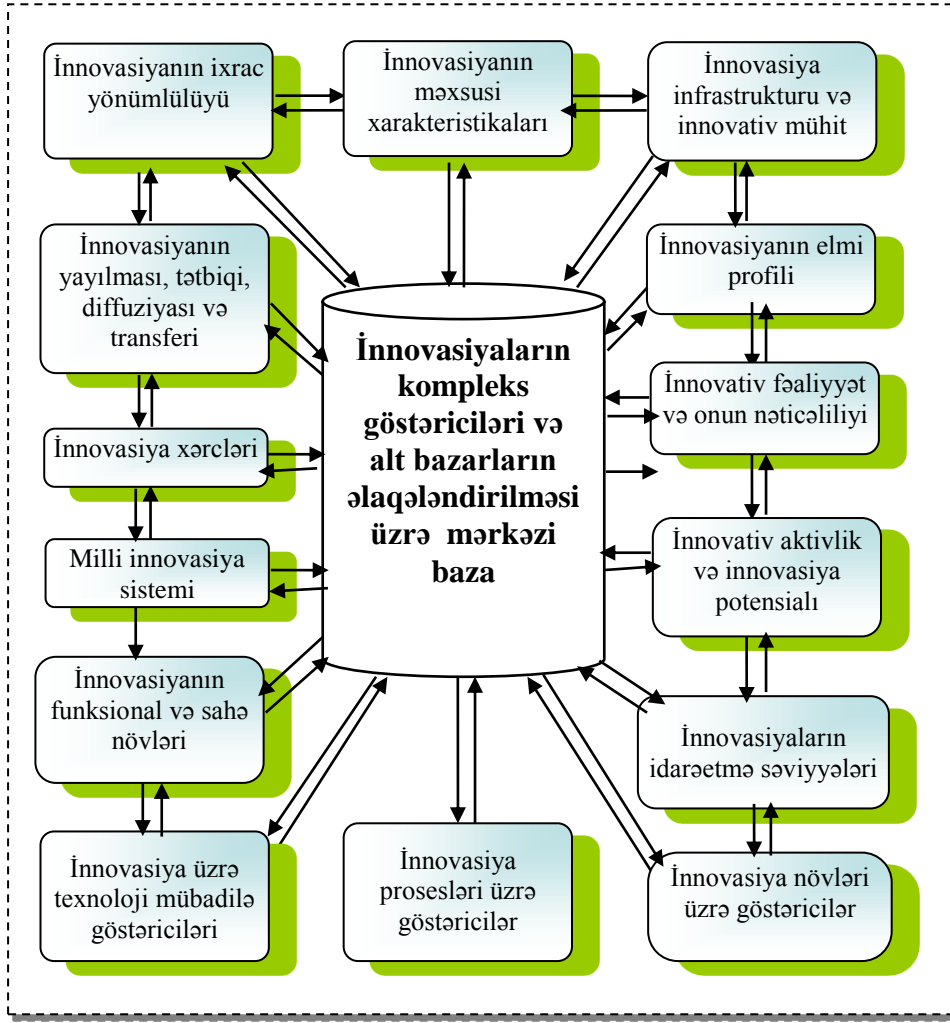 İnnovasiyanın ixrac
yönümlülüyü
İnnovasiyanın
məxsusi
xarakteristikaları
İnnovasiya
infrastrukturu və
innovativ mühit
İnnovasiyanın
yayılması, tətbiqi,
diffuziyası və
transferi
İnnovasiyanın elmi
profili
İnnovasiyaların
kompleks
göstəriciləri və
alt bazarların
əlaqələndirilməsi
üzrə mərkəzi
baza
İnnovativ fəaliyyət
və onun nəticəliliyi
İnnovasiya xərcləri
Milli innovasiya
sistemi
İnnovativ aktivlik
və innovasiya
potensialı
İnnovasiyanın
funksional və sahə
növləri
İnnovasiyaların
idarəetmə səviyyələri
İnnovasiya üzrə
texnoloji mübadilə
göstəriciləri
İnnovasiya
prosesləri üzrə
göstəricilər
İnnovasiya növləri
üzrə göstəricilər